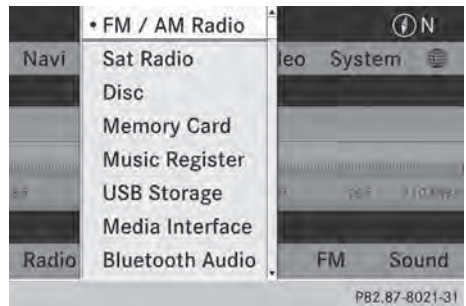 • FM / AM Radio
N
Navi
Sat Radio
System
Disc
Memory Card
Music Register
USB Storage
Media Interface
Radio
Bluetooth Audio
FM
Sound
P82.87-8021-31